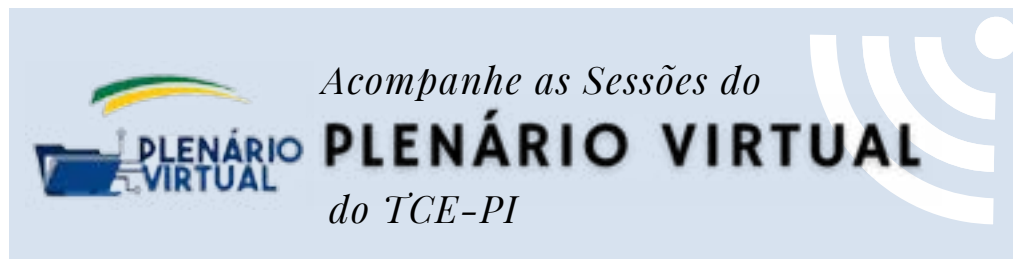 PLENÁRIO
VIRTUAL
Acompanhe as Sessões do
PLENÁRIO VIRTUAL
do TCE-PI